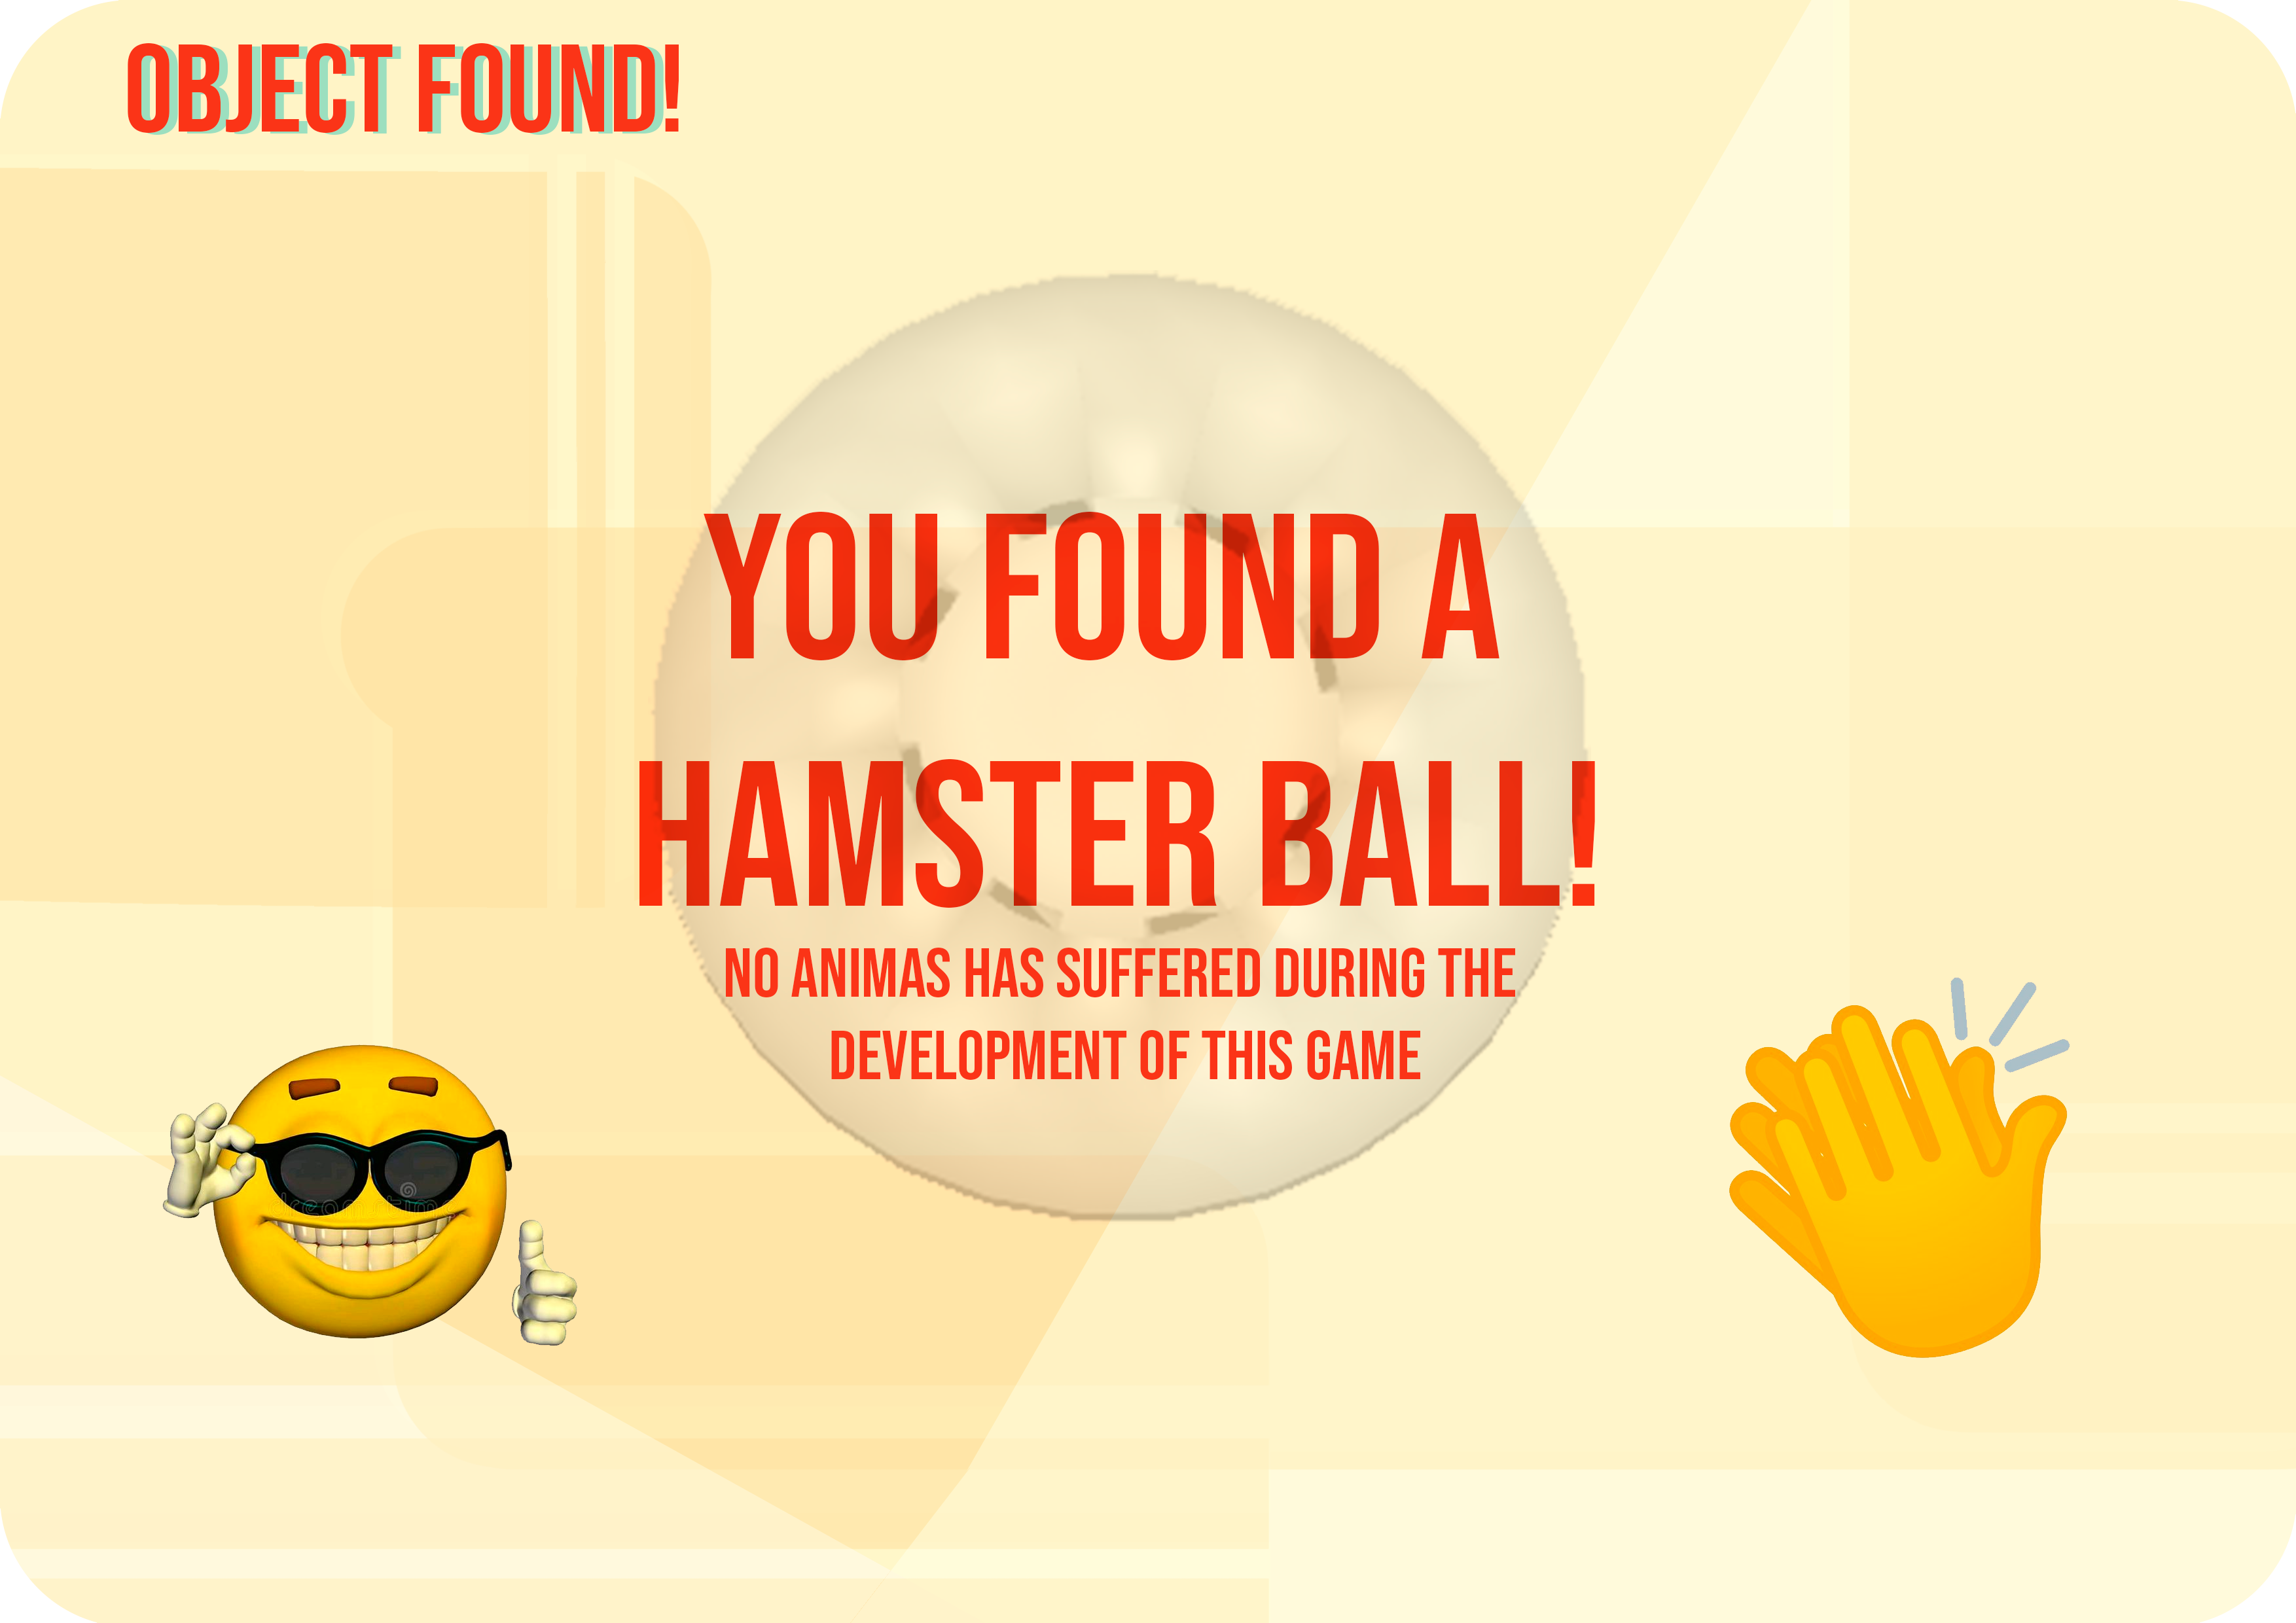 OBJECT FOUND!
YOU FOUND A
HAMSTER BALL!
NO ANIMAS HAS SUFFERED DURING THE
DEVELOPMENT OF THIS GAME